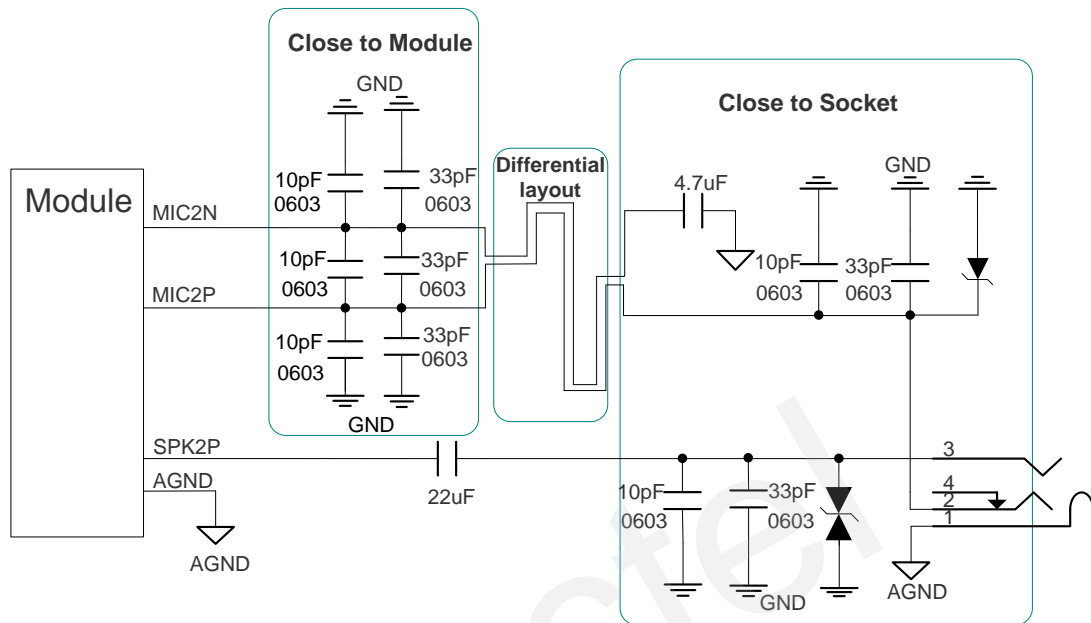 Close to Module
GND
10pF
0603
33pF
0603
10pF
0603
33pF
0603
10pF
0603
33pF
0603
GND
Module
MIC2N
MIC2P
SPK2P
AGND
AGND
22uF
Differential
layout
Close to Socket
4.7uF
GND
10pF
0603
33pF
0603
10pF
0603
33pF
0603
GND
3
4
2
1
AGND